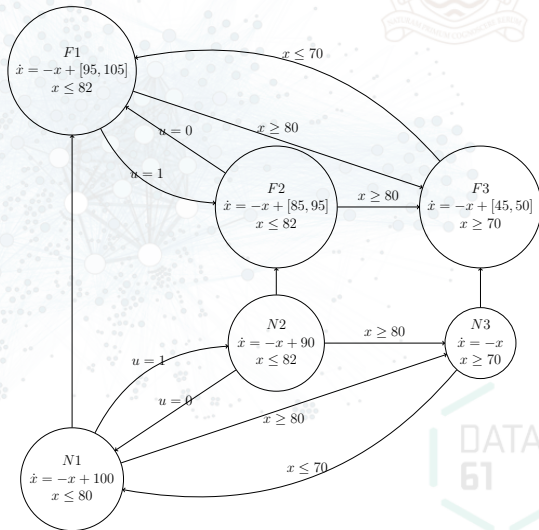 F1
ẋ = −x + [95, 105]
x ≤ 82
x ≤ 70
x ≥ 80
u = 0
u = 1
F2
ẋ = −x + [85, 95]
x ≤ 82
x ≥ 80
F3
ẋ = −x + [45, 50]
x ≥ 70
N2
ẋ = −x + 90
x ≤ 82
x ≥ 80
N3
ẋ = −x
x ≥ 70
u = 1
u = 0
x ≥ 80
x ≤ 70
N1
ẋ = −x + 100
x ≤ 80
DATA
61